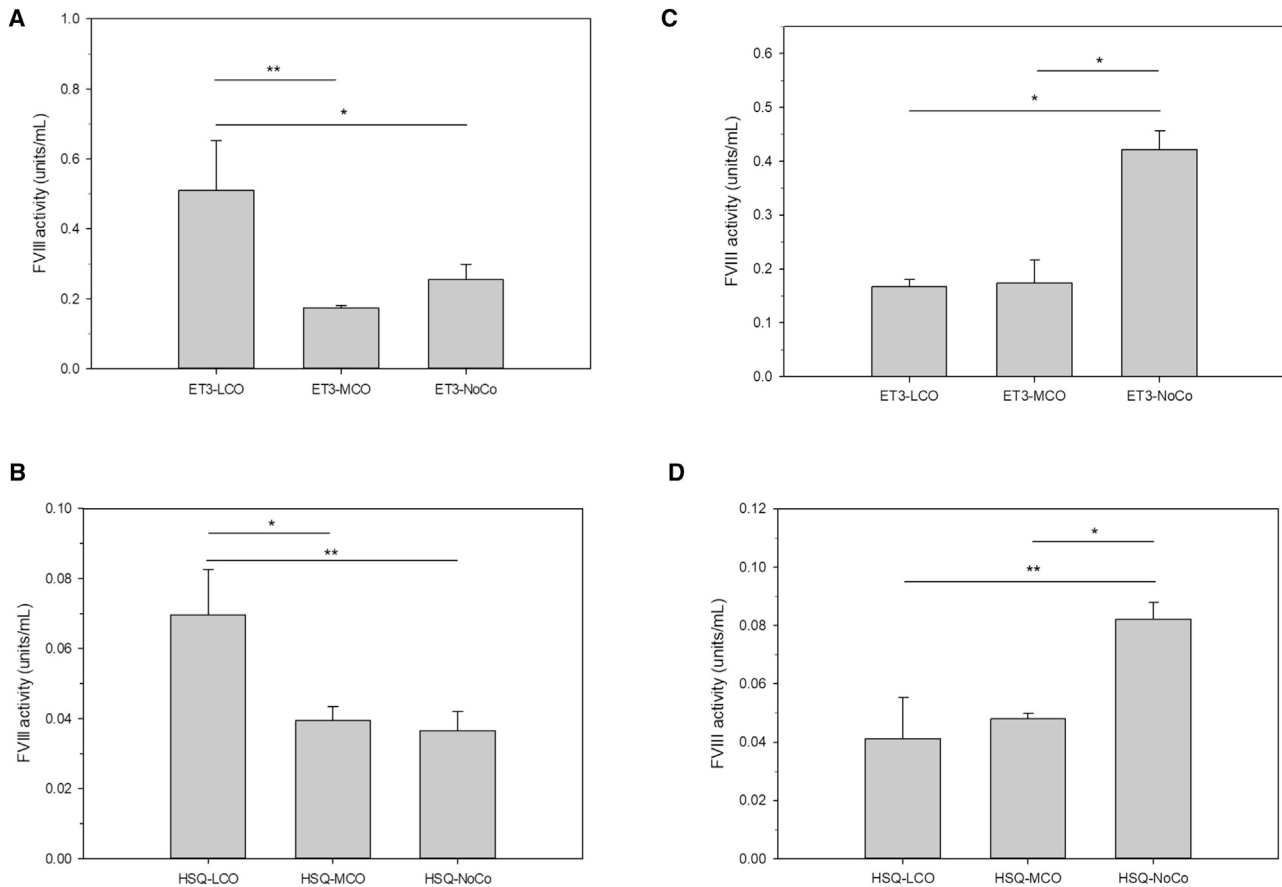 A
FVIII activity (units/mL)
1.0
0.8
0.6
0.4
0.2
0.0
**
*
ET3-LCO ET3-MCO ET3-NoCo
C
FVIII activity (units/mL)
0.6
0.5
0.4
0.3
0.2
0.1
0.0
*
*
ET3-LCO ET3-MCO ET3-NoCo
B
FVIII activity (units/mL)
0.10
0.08
0.06
0.04
0.02
0.00
*
**
HSQ-LCO HSQ-MCO HSQ-NoCo
D
FVIII activity (units/mL)
0.12
0.10
0.08
0.06
0.04
0.02
0.00
*
**
HSQ-LCO HSQ-MCO HSQ-NoCo